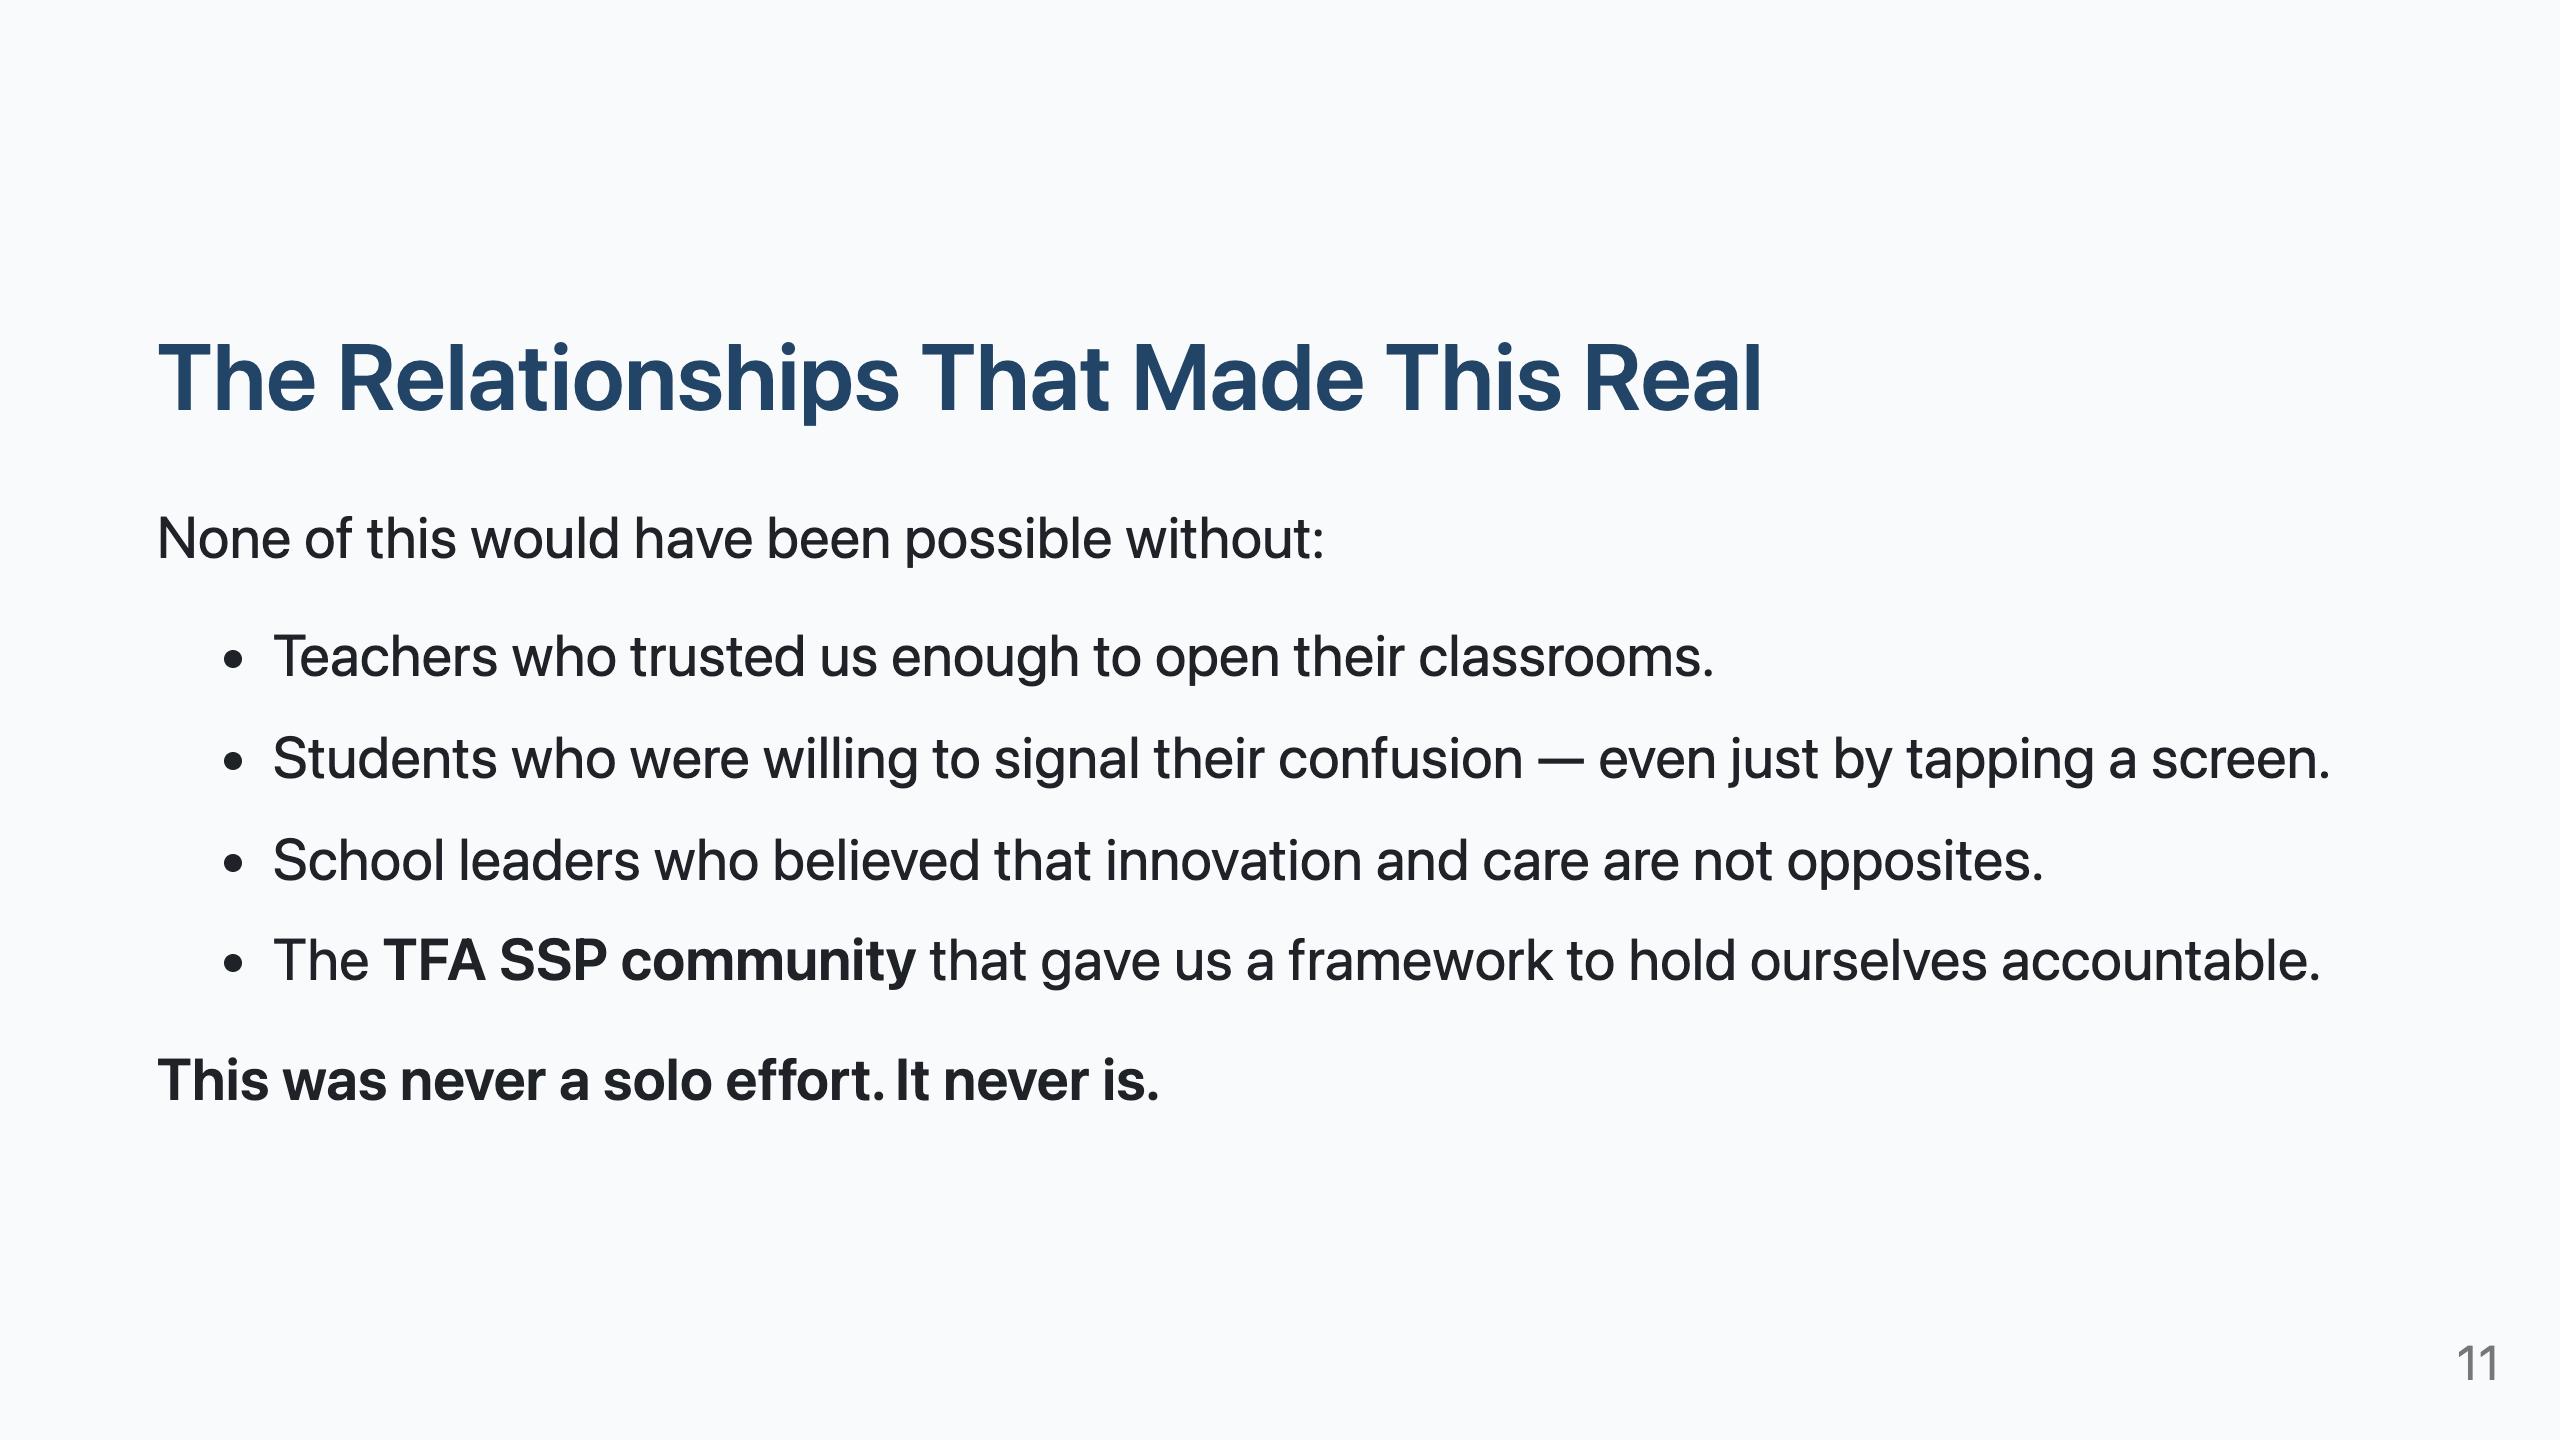 The Relationships That Made This Real
None of this would have been possible without:
• Teachers who trusted us enough to open their classrooms.
• Students who were willing to signal their confusion — even just by tapping a screen.
• School leaders who believed that innovation and care are not opposites.
• The TFA SSP community that gave us a framework to hold ourselves accountable.
This was never a solo effort. It never is.
11